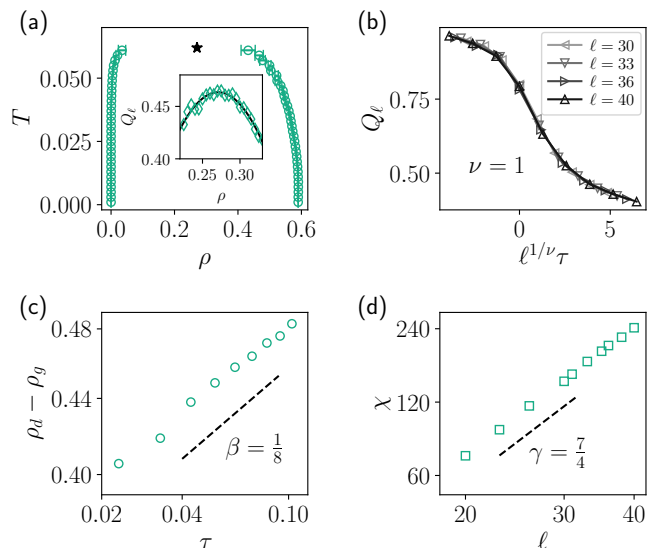 (a)
T
0.050
0.025
0.000
0.0
0.2
0.4
0.6
ρ
Q_ℓ
0.45
0.40
0.25
0.30
ρ
(b)
Q_ℓ
0.75
0.50
0
5
ℓ^{1/ν}τ
ν = 1
ℓ = 30
ℓ = 33
ℓ = 36
ℓ = 40
(c)
ρ_d − ρ_g
0.48
0.44
0.40
0.02
0.04
0.10
τ
β = 1/8
(d)
χ
240
120
60
20
30
40
ℓ
γ = 7/4